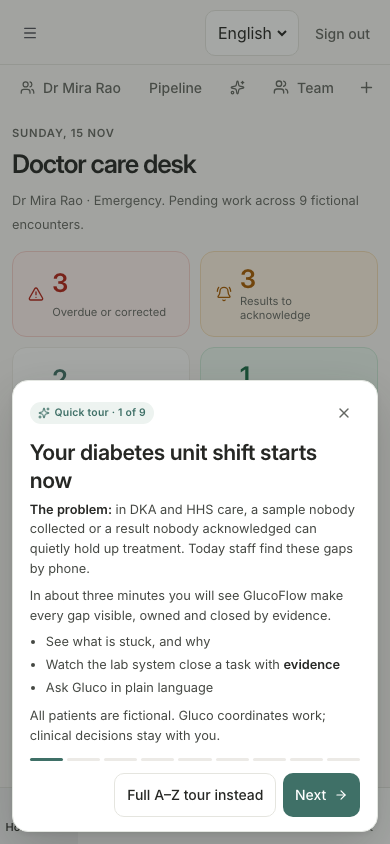 English
Sign out
Dr Mira Rao
Pipeline
Team
SUNDAY, 15 NOV
Doctor care desk
Dr Mira Rao · Emergency. Pending work across 9 fictional
encounters.
3
Overdue or corrected
3
Results to
acknowledge
2
1
Quick tour · 1 of 9
Your diabetes unit shift starts
now
The problem: in DKA and HHS care, a sample nobody
collected or a result nobody acknowledged can
quietly hold up treatment. Today staff find these gaps
by phone.
In about three minutes you will see GlucoFlow make
every gap visible, owned and closed by evidence.
• See what is stuck, and why
• Watch the lab system close a task with evidence
• Ask Gluco in plain language
All patients are fictional. Gluco coordinates work;
clinical decisions stay with you.
Full A–Z tour instead
Next